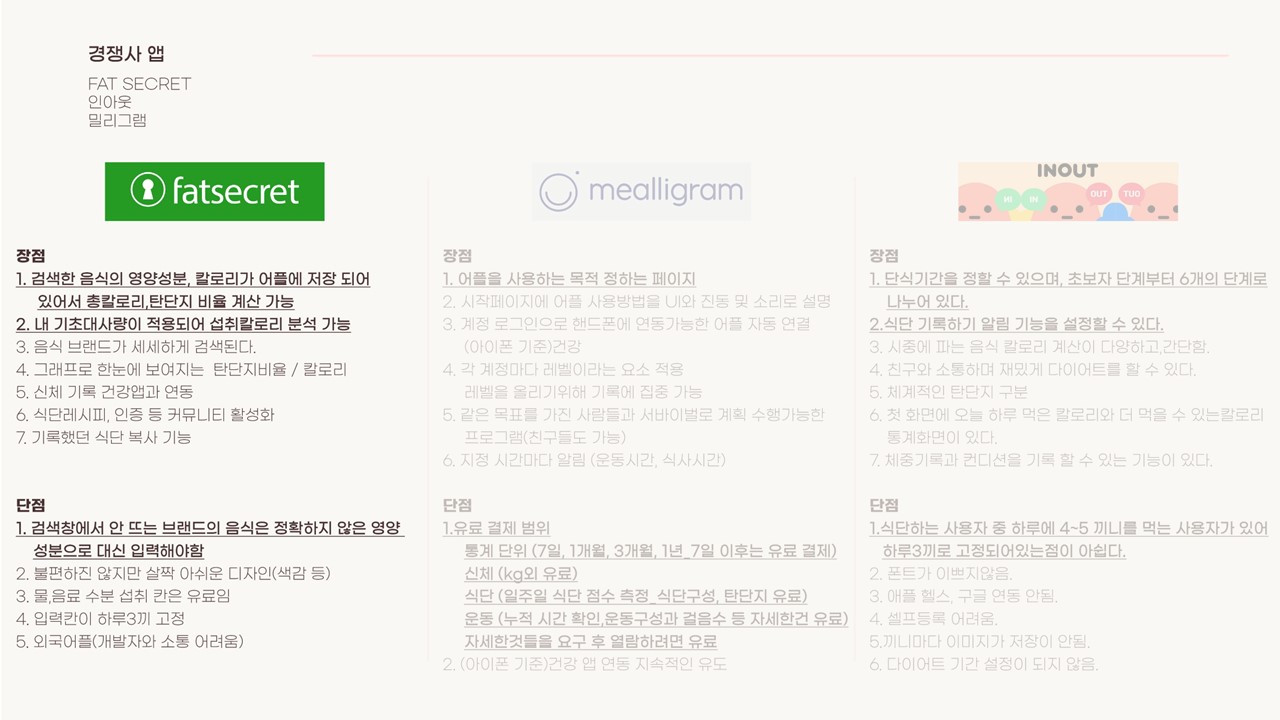 경쟁사 앱
FAT SECRET
인아웃
밀리그램
fatsecret
장점
1. 검색한 음식의 영양성분, 칼로리가 어플에 저장 되어
있어서 총칼로리,탄단지 비율 계산 가능
2. 내 기초대사량이 적용되어 섭취칼로리 분석 가능
3. 음식 브랜드가 세세하게 검색된다.
4. 그래프로 한눈에 보여지는 탄단지비율 / 칼로리
5. 신체 기록 건강앱과 연동
6. 식단레시피, 인증 등 커뮤니티 활성화
7. 기록했던 식단 복사 기능
단점
1. 검색창에서 안 뜨는 브랜드의 음식은 정확하지 않은 영양
성분으로 대신 입력해야함
2. 불편하진 않지만 살짝 아쉬운 디자인(색감 등)
3. 물,음료 수분 섭취 칸은 유료임
4. 입력칸이 하루3끼 고정
5. 외국어플(개발자와 소통 어려움)
mealligram
장점
1. 어플을 사용하는 목적 정하는 페이지
2. 시작페이지에 어플 사용방법을 UI와 진동 및 소리로 설명
3. 계정 로그인으로 핸드폰에 연동가능한 어플 자동 연결
(아이폰 기준)건강
4. 각 계정마다 레벨이라는 요소 적용
레벨을 올리기위해 기록에 집중 가능
5. 같은 목표를 가진 사람들과 서바이벌로 계획 수행가능한
프로그램(친구들도 가능)
6. 지정 시간마다 알림 (운동시간, 식사시간)
단점
1.유료 결제 범위
통계 단위 (7일, 1개월, 3개월, 1년_7일 이후는 유료 결제)
신체 (kg외 유료)
식단 (일주일 식단 점수 측정_식단구성, 탄단지 유료)
운동 (누적 시간 확인,운동구성과 걸음수 등 자세한건 유료)
자세한것들을 요구 후 열람하려면 유료
2. (아이폰 기준)건강 앱 연동 지속적인 유도
INOUT
HI IN OUT TUO
장점
1. 단식기간을 정할 수 있으며, 초보자 단계부터 6개의 단계로
나누어 있다.
2.식단 기록하기 알림 기능을 설정할 수 있다.
3. 시중에 파는 음식 칼로리 계산이 다양하고,간단함.
4. 친구와 소통하며 재밌게 다이어트를 할 수 있다.
5. 체계적인 탄단지 구분
6. 첫 화면에 오늘 하루 먹은 칼로리와 더 먹을 수 있는칼로리
통계화면이 있다.
7. 체중기록과 컨디션을 기록 할 수 있는 기능이 있다.
단점
1.식단하는 사용자 중 하루에 4~5 끼니를 먹는 사용자가 있어
하루3끼로 고정되어있는점이 아쉽다.
2. 폰트가 이쁘지않음.
3. 애플 헬스, 구글 연동 안됨.
4. 셀프등록 어려움.
5.끼니마다 이미지가 저장이 안됨.
6. 다이어트 기간 설정이 되지 않음.